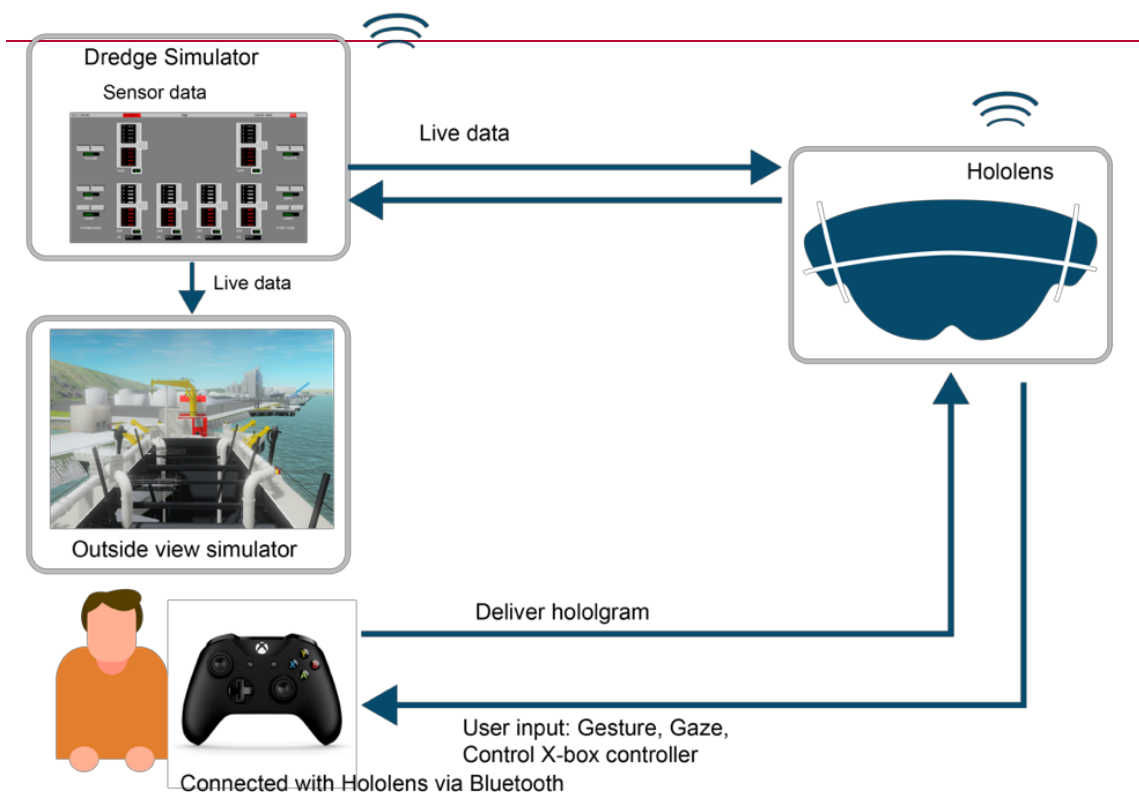 Dredge Simulator
Sensor data
Live data
Hololens
Live data
Outside view simulator
Deliver hololgram
User input: Gesture, Gaze,
Control X-box controller
Connected with Hololens via Bluetooth